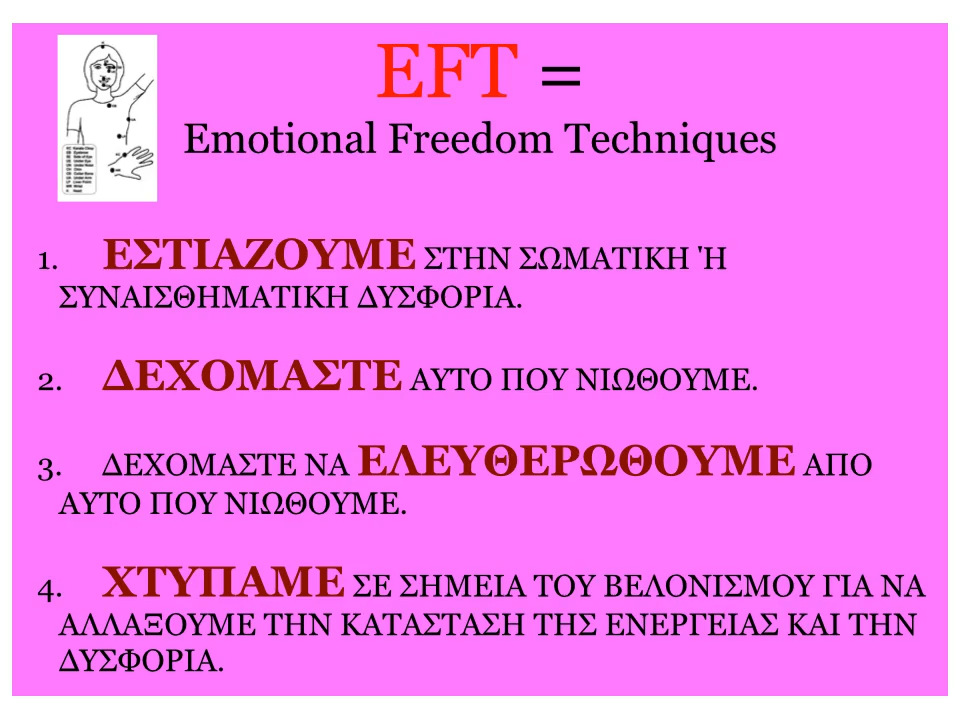 EFT =
Emotional Freedom Techniques
1. ΕΣΤΙΑΖΟΥΜΕ ΣΤΗΝ ΣΩΜΑΤΙΚΗ Ή
ΣΥΝΑΙΣΘΗΜΑΤΙΚΗ ΔΥΣΦΟΡΙΑ.
2. ΔΕΧΟΜΑΣΤΕ ΑΥΤΟ ΠΟΥ ΝΙΩΘΟΥΜΕ.
3. ΔΕΧΟΜΑΣΤΕ ΝΑ ΕΛΕΥΘΕΡΩΘΟΥΜΕ ΑΠΟ
ΑΥΤΟ ΠΟΥ ΝΙΩΘΟΥΜΕ.
4. ΧΤΥΠΑΜΕ ΣΕ ΣΗΜΕΙΑ ΤΟΥ ΒΕΛΟΝΙΣΜΟΥ ΓΙΑ ΝΑ
ΑΛΛΑΞΟΥΜΕ ΤΗΝ ΚΑΤΑΣΤΑΣΗ ΤΗΣ ΕΝΕΡΓΕΙΑΣ ΚΑΙ ΤΗΝ
ΔΥΣΦΟΡΙΑ.